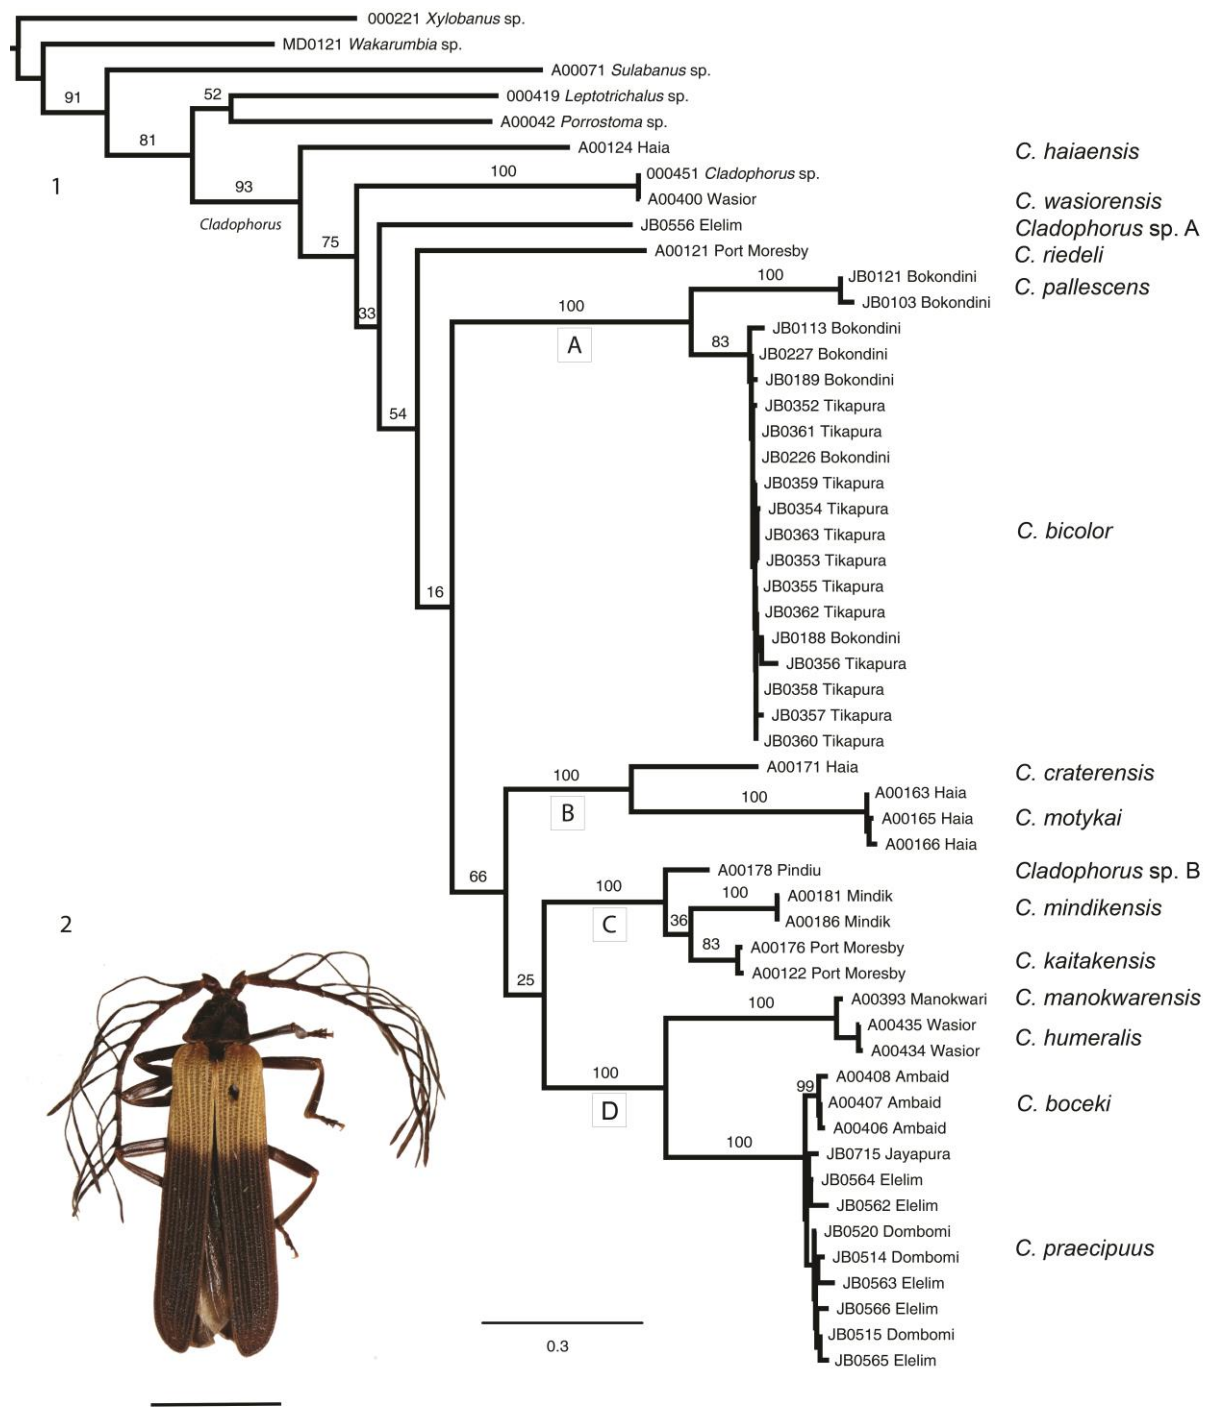 000221 Xylobanus sp.
MD0121 Wakarumbia sp.
A00071 Sulabanus sp.
91
52
000419 Leptotrichalus sp.
A00042 Porrostoma sp.
81
A00124 Haia
C. haiaensis
1
93
100
000451 Cladophorus sp.
A00400 Wasior
C. wasiorensis
Cladophorus
JB0556 Elelim
Cladophorus sp. A
75
A00121 Port Moresby
C. riedeli
100
JB0121 Bokondini
C. pallescens
JB0103 Bokondini
33
100
A
83
JB0113 Bokondini
JB0227 Bokondini
JB0189 Bokondini
54
JB0352 Tikapura
JB0361 Tikapura
JB0226 Bokondini
JB0359 Tikapura
JB0354 Tikapura
JB0363 Tikapura
C. bicolor
JB0353 Tikapura
JB0355 Tikapura
16
JB0362 Tikapura
JB0188 Bokondini
JB0356 Tikapura
JB0358 Tikapura
JB0357 Tikapura
JB0360 Tikapura
100
A00171 Haia
C. craterensis
B
100
A00163 Haia
A00165 Haia
C. motykai
A00166 Haia
66
A00178 Pindiu
Cladophorus sp. B
100
C
100
A00181 Mindik
C. mindikensis
A00186 Mindik
36
2
83
A00176 Port Moresby
C. kaitakensis
A00122 Port Moresby
25
100
A00393 Manokwari
C. manokwarensis
A00435 Wasior
C. humeralis
A00434 Wasior
100
D
99
A00408 Ambaid
A00407 Ambaid
C. boceki
A00406 Ambaid
100
JB0715 Jayapura
JB0564 Elelim
JB0562 Elelim
JB0520 Dombomi
C. praecipuus
JB0514 Dombomi
JB0563 Elelim
JB0566 Elelim
JB0515 Dombomi
JB0565 Elelim
0.3